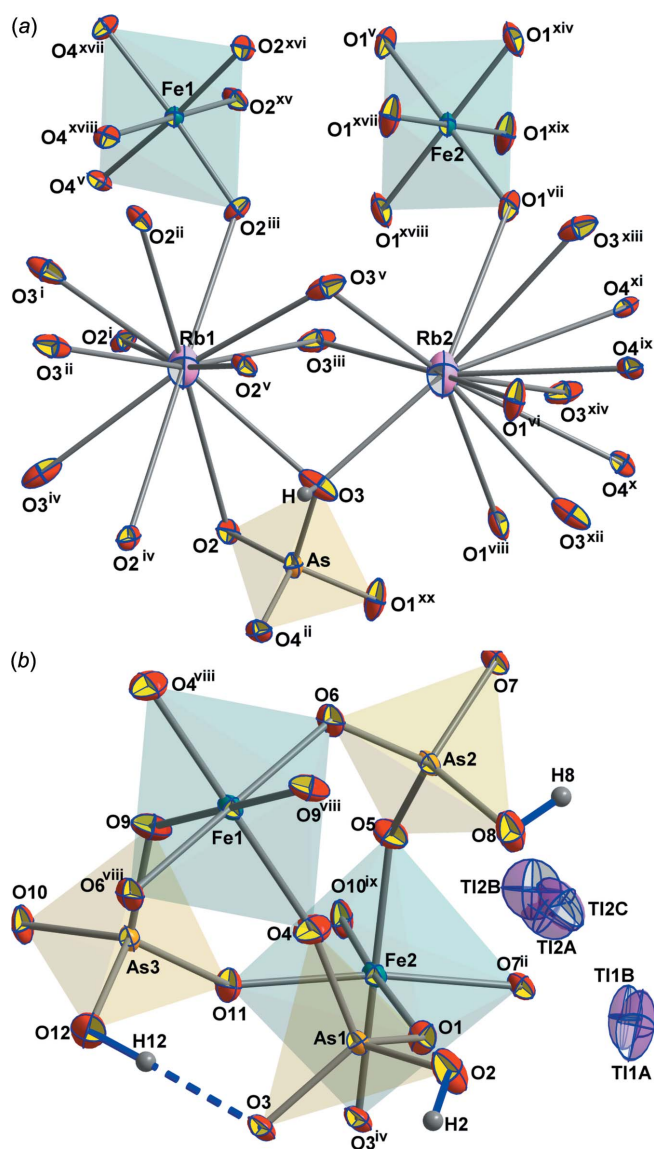 (a)
O4xvii
O2xvi
Fe1
O2xv
O4xviii
O4v
O2iii
O2ii
O1v
O1xiv
O1xvii
O1xix
Fe2
O1xviii
O1vii
O3i
O3v
O3xiii
O2i
Rb1
O3ii
O3iii
O2v
Rb2
O4xi
O4ix
O3xiv
O1vi
O4x
O3iv
O3
H
O2
O2iv
O1viii
O3xii
As
O1xx
O4ii
(b)
O4viii
O6
O7
As2
O9viii
H8
O9
Fe1
O5
O8
O6viii
Tl2B
O10ix
Tl2C
O10
O4
Fe2
Tl2A
As3
O7ii
Tl1B
O11
As1
O1
O12
H12
O2
Tl1A
O3
O3iv
H2